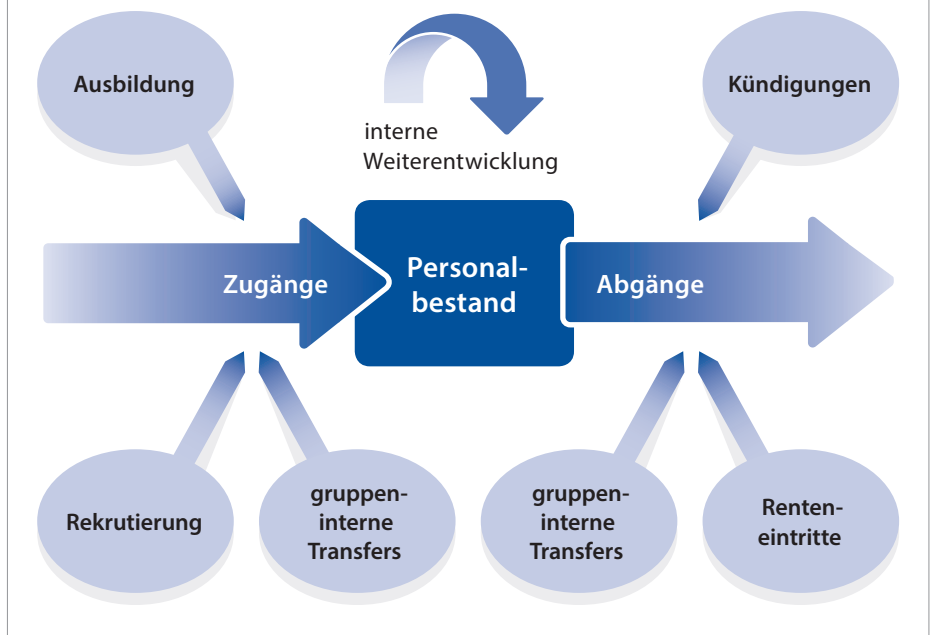 Ausbildung
Kündigungen
interne
Weiterentwicklung
Zugänge
Personal-
bestand
Abgänge
Rekrutierung
gruppen-
interne
Transfers
gruppen-
interne
Transfers
Renten-
eintritte